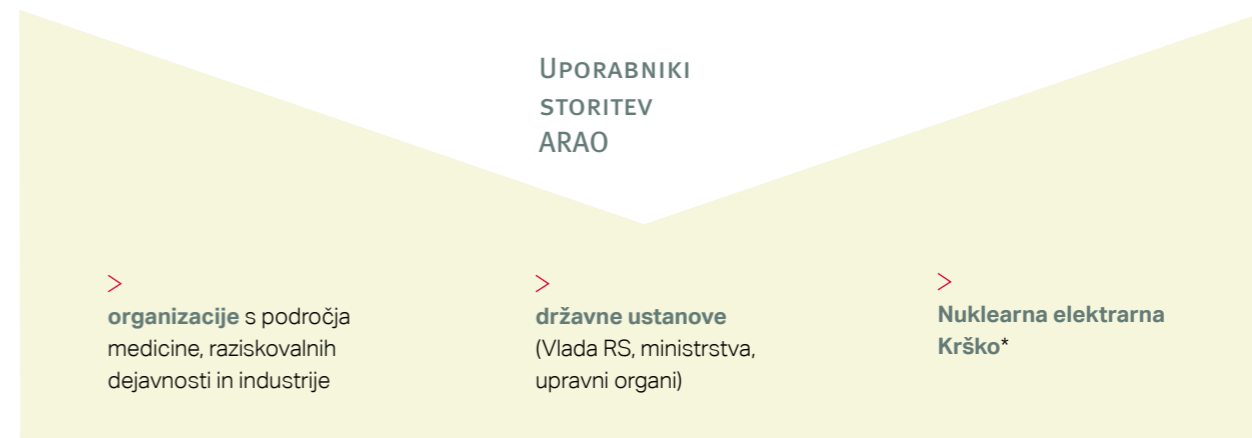 Uporabniki
storitev
ARAO
>
organizacije s področja
medicine, raziskovalnih
dejavnosti in industrije
>
državne ustanove
(Vlada RS, ministrstva,
upravni organi)
>
Nuklearna elektrarna
Krško*